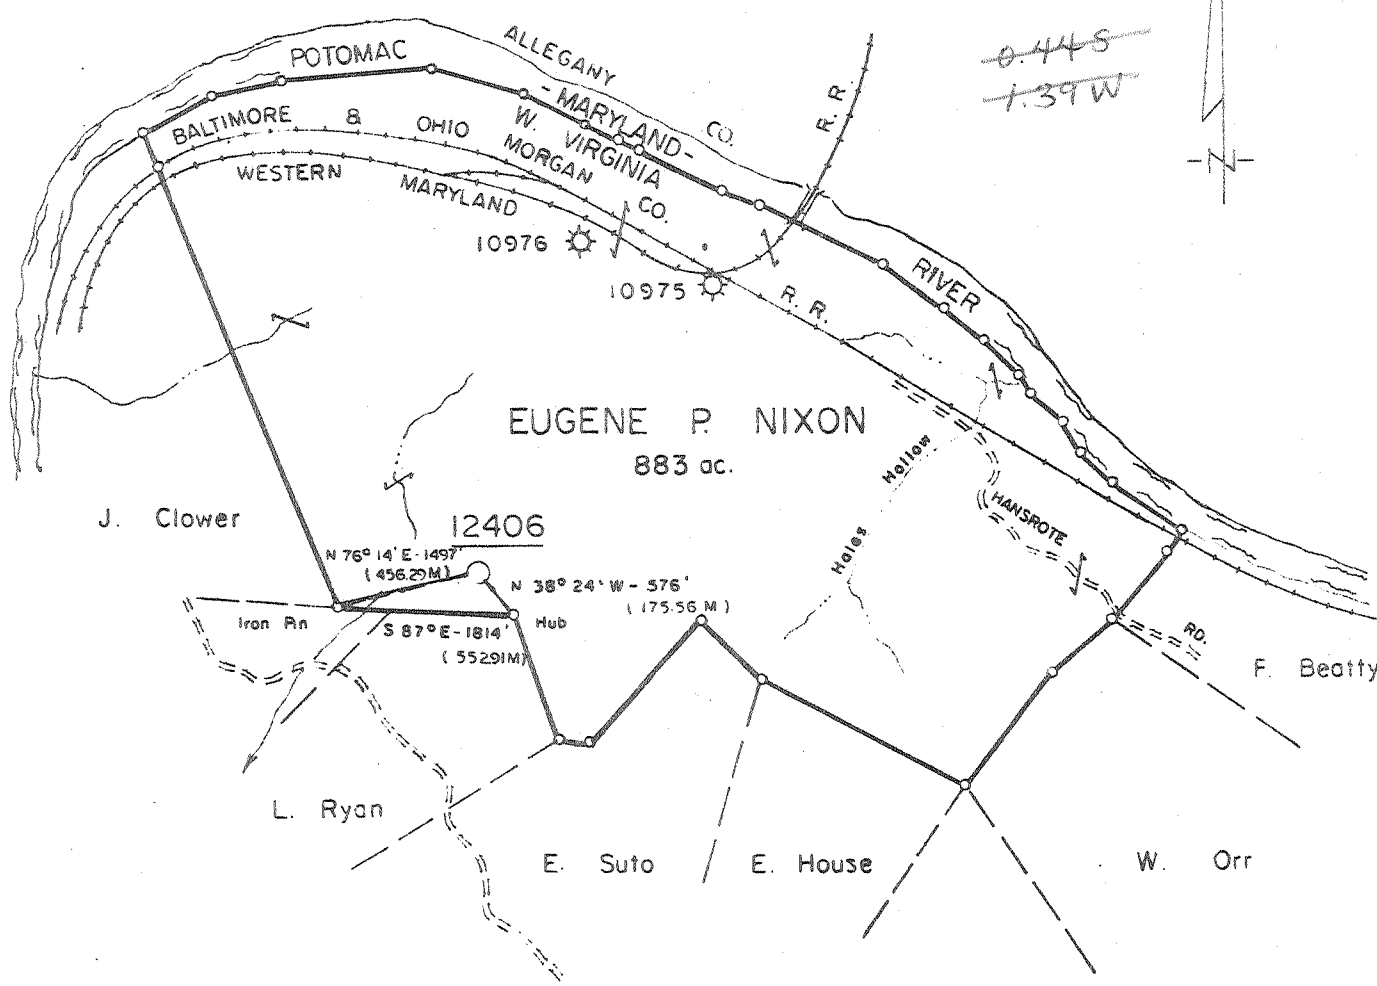 0.44 S
1.39 W
ALLEGANY CO.
POTOMAC RIVER
- MARYLAND -
W. VIRGINIA
MORGAN CO.
BALTIMORE & OHIO R. R.
WESTERN MARYLAND R. R.
-N-
10976
10975
EUGENE P. NIXON
883 ac.
Hales Hollow
HANSROTE RD.
J. Clower
12406
N 76° 14' E - 1497'
(456.29M)
N 38° 24' W - 576'
(175.56 M)
Iron Pin
S 87° E - 1814'
(552.91M)
Hub
F. Beatty
L. Ryan
E. Suto
E. House
W. Orr